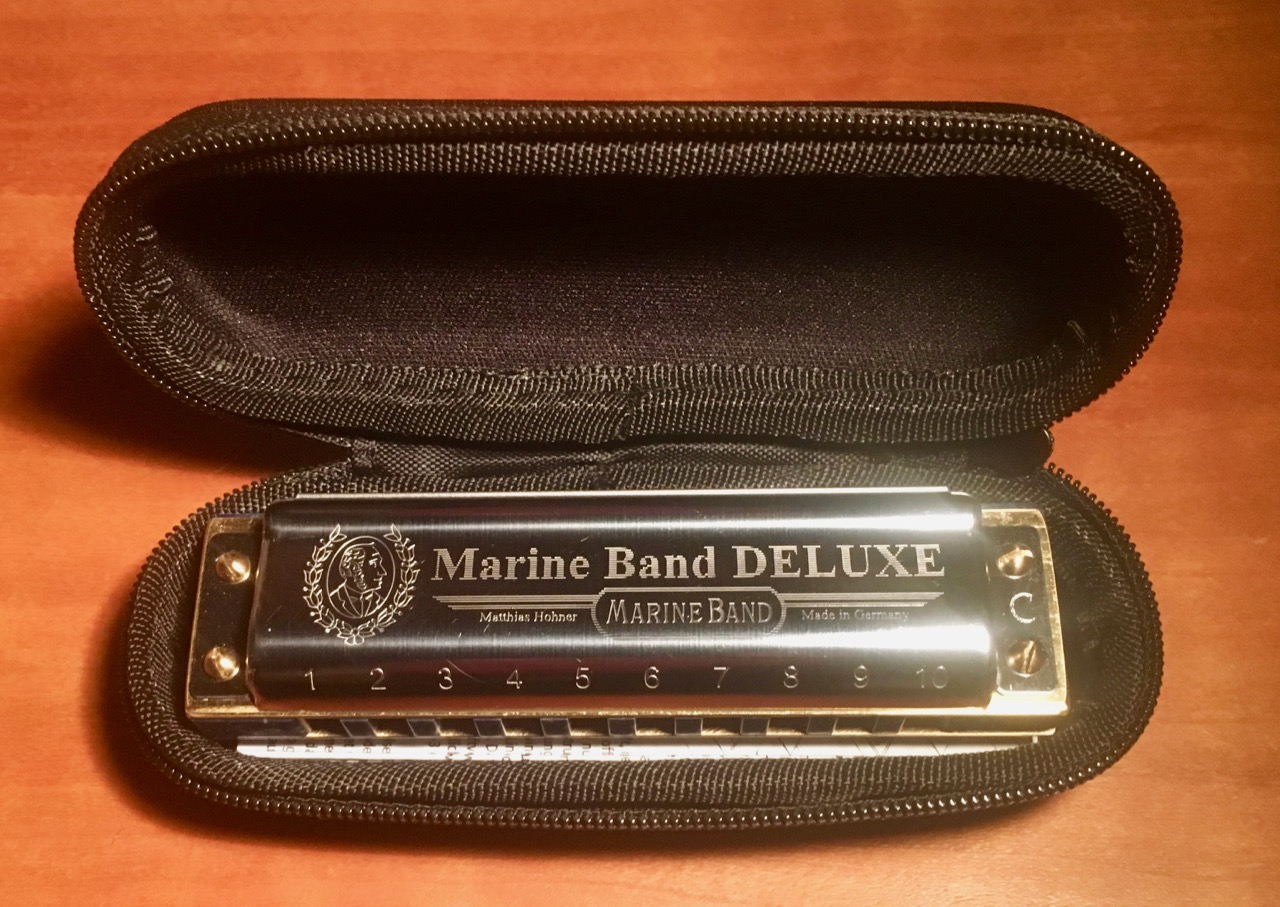 Marine Band DELUXE
Matthias Hohner MARINE BAND Made in Germany
C
1 2 3 4 5 6 7 8 9 10